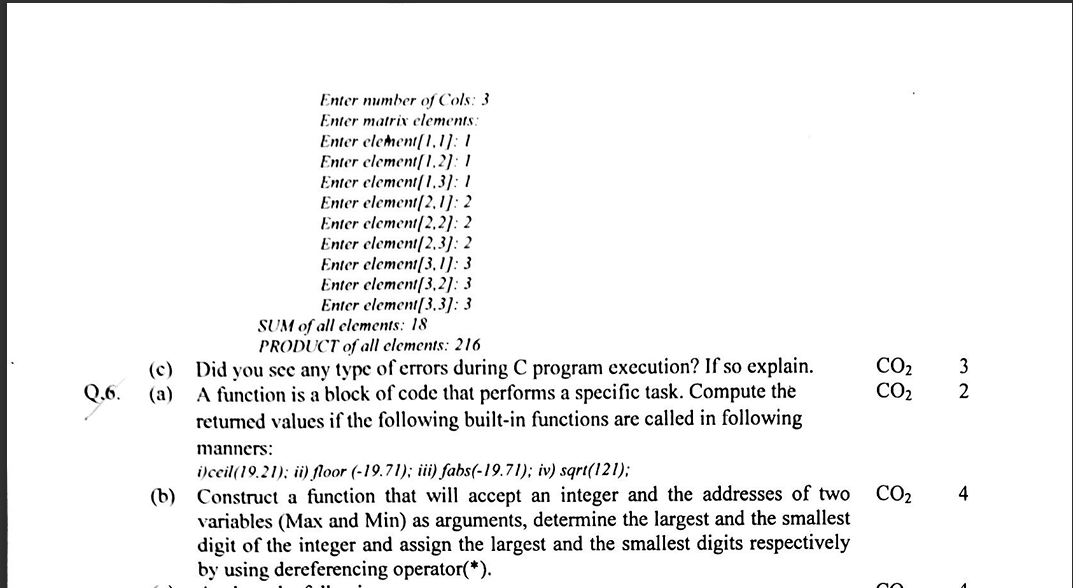 Enter number of Cols: 3
Enter matrix elements:
Enter element[1,1]: 1
Enter element[1,2]: 1
Enter element[1,3]: 1
Enter element[2,1]: 2
Enter element[2,2]: 2
Enter element[2,3]: 2
Enter element[3,1]: 3
Enter element[3,2]: 3
Enter element[3,3]: 3
SUM of all elements: 18
PRODUCT of all elements: 216
(c) Did you see any type of errors during C program execution? If so explain. CO2 3
Q.6. (a) A function is a block of code that performs a specific task. Compute the CO2 2
returned values if the following built-in functions are called in following
manners:
i)ceil(19.21); ii) floor (-19.71); iii) fabs(-19.71); iv) sqrt(121);
(b) Construct a function that will accept an integer and the addresses of two CO2 4
variables (Max and Min) as arguments, determine the largest and the smallest
digit of the integer and assign the largest and the smallest digits respectively
by using dereferencing operator(*).